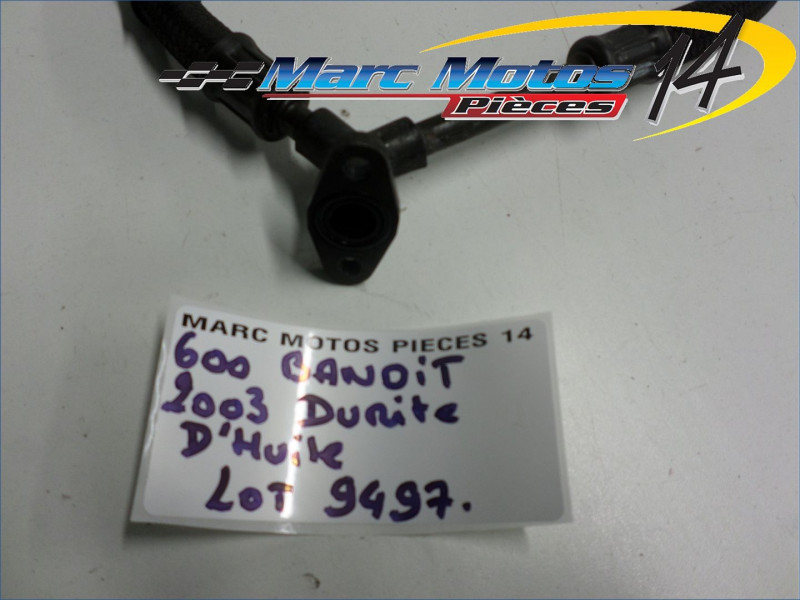 Marc Motos 14
Pièces
MARC MOTOS PIECES 14
600 BANDIT
2003 DURITE
D'HUILE
LOT 9497.